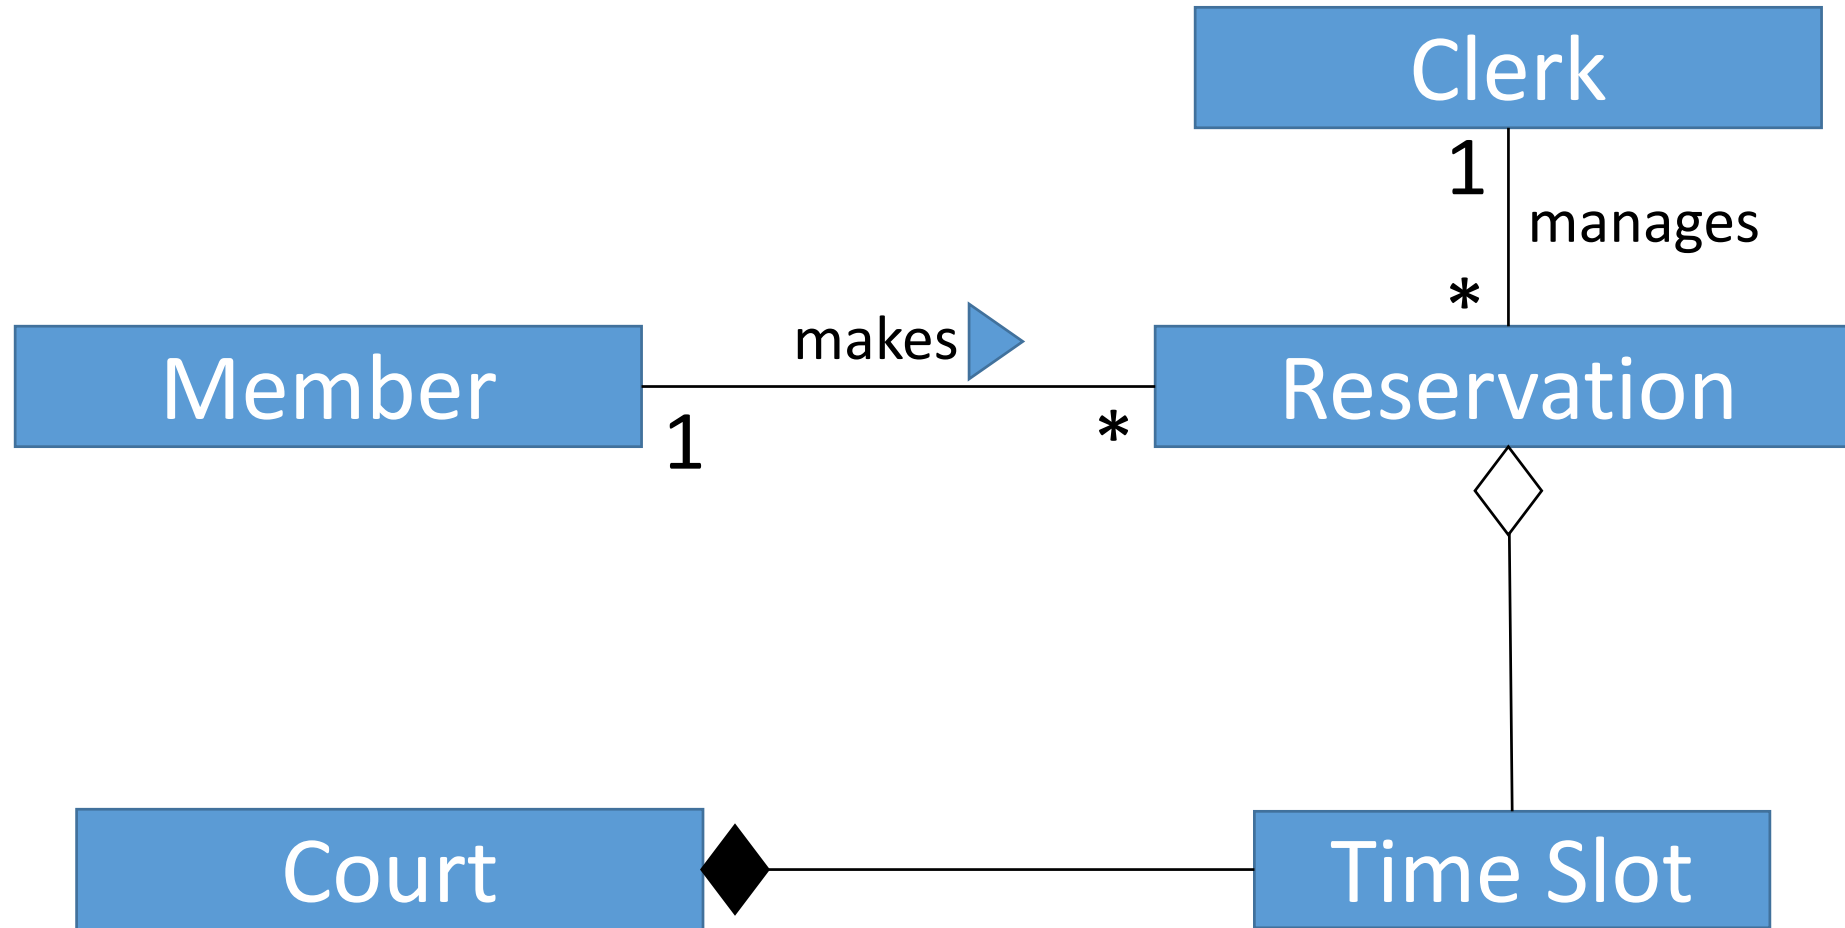 Clerk
1
manages
*
makes
Member
Reservation
1
*
Court
Time Slot